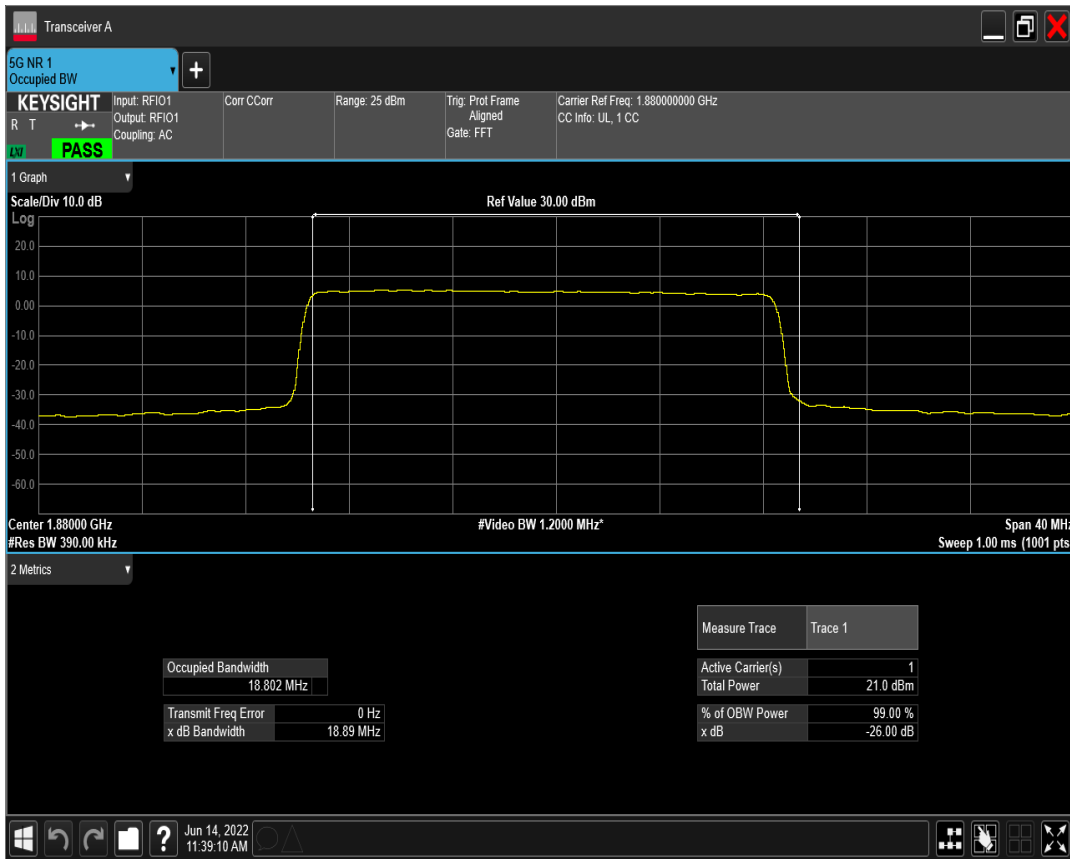 Transceiver A
5G NR 1
Occupied BW
KEYSIGHT
R T
LXI
PASS
Input: RFIO1
Output: RFIO1
Coupling: AC
Corr CCorr
Range: 25 dBm
Trig: Prot Frame
Aligned
Gate: FFT
Carrier Ref Freq: 1.880000000 GHz
CC Info: UL, 1 CC
1 Graph
Scale/Div 10.0 dB
Ref Value 30.00 dBm
Log
20.0
10.0
0.00
-10.0
-20.0
-30.0
-40.0
-50.0
-60.0
Center 1.88000 GHz
#Video BW 1.2000 MHz*
Span 40 MHz
#Res BW 390.00 kHz
Sweep 1.00 ms (1001 pts
2 Metrics
Measure Trace Trace 1
Occupied Bandwidth
18.802 MHz
Active Carrier(s) 1
Total Power 21.0 dBm
Transmit Freq Error 0 Hz
x dB Bandwidth 18.89 MHz
% of OBW Power 99.00 %
x dB -26.00 dB
?
Jun 14, 2022
11:39:10 AM